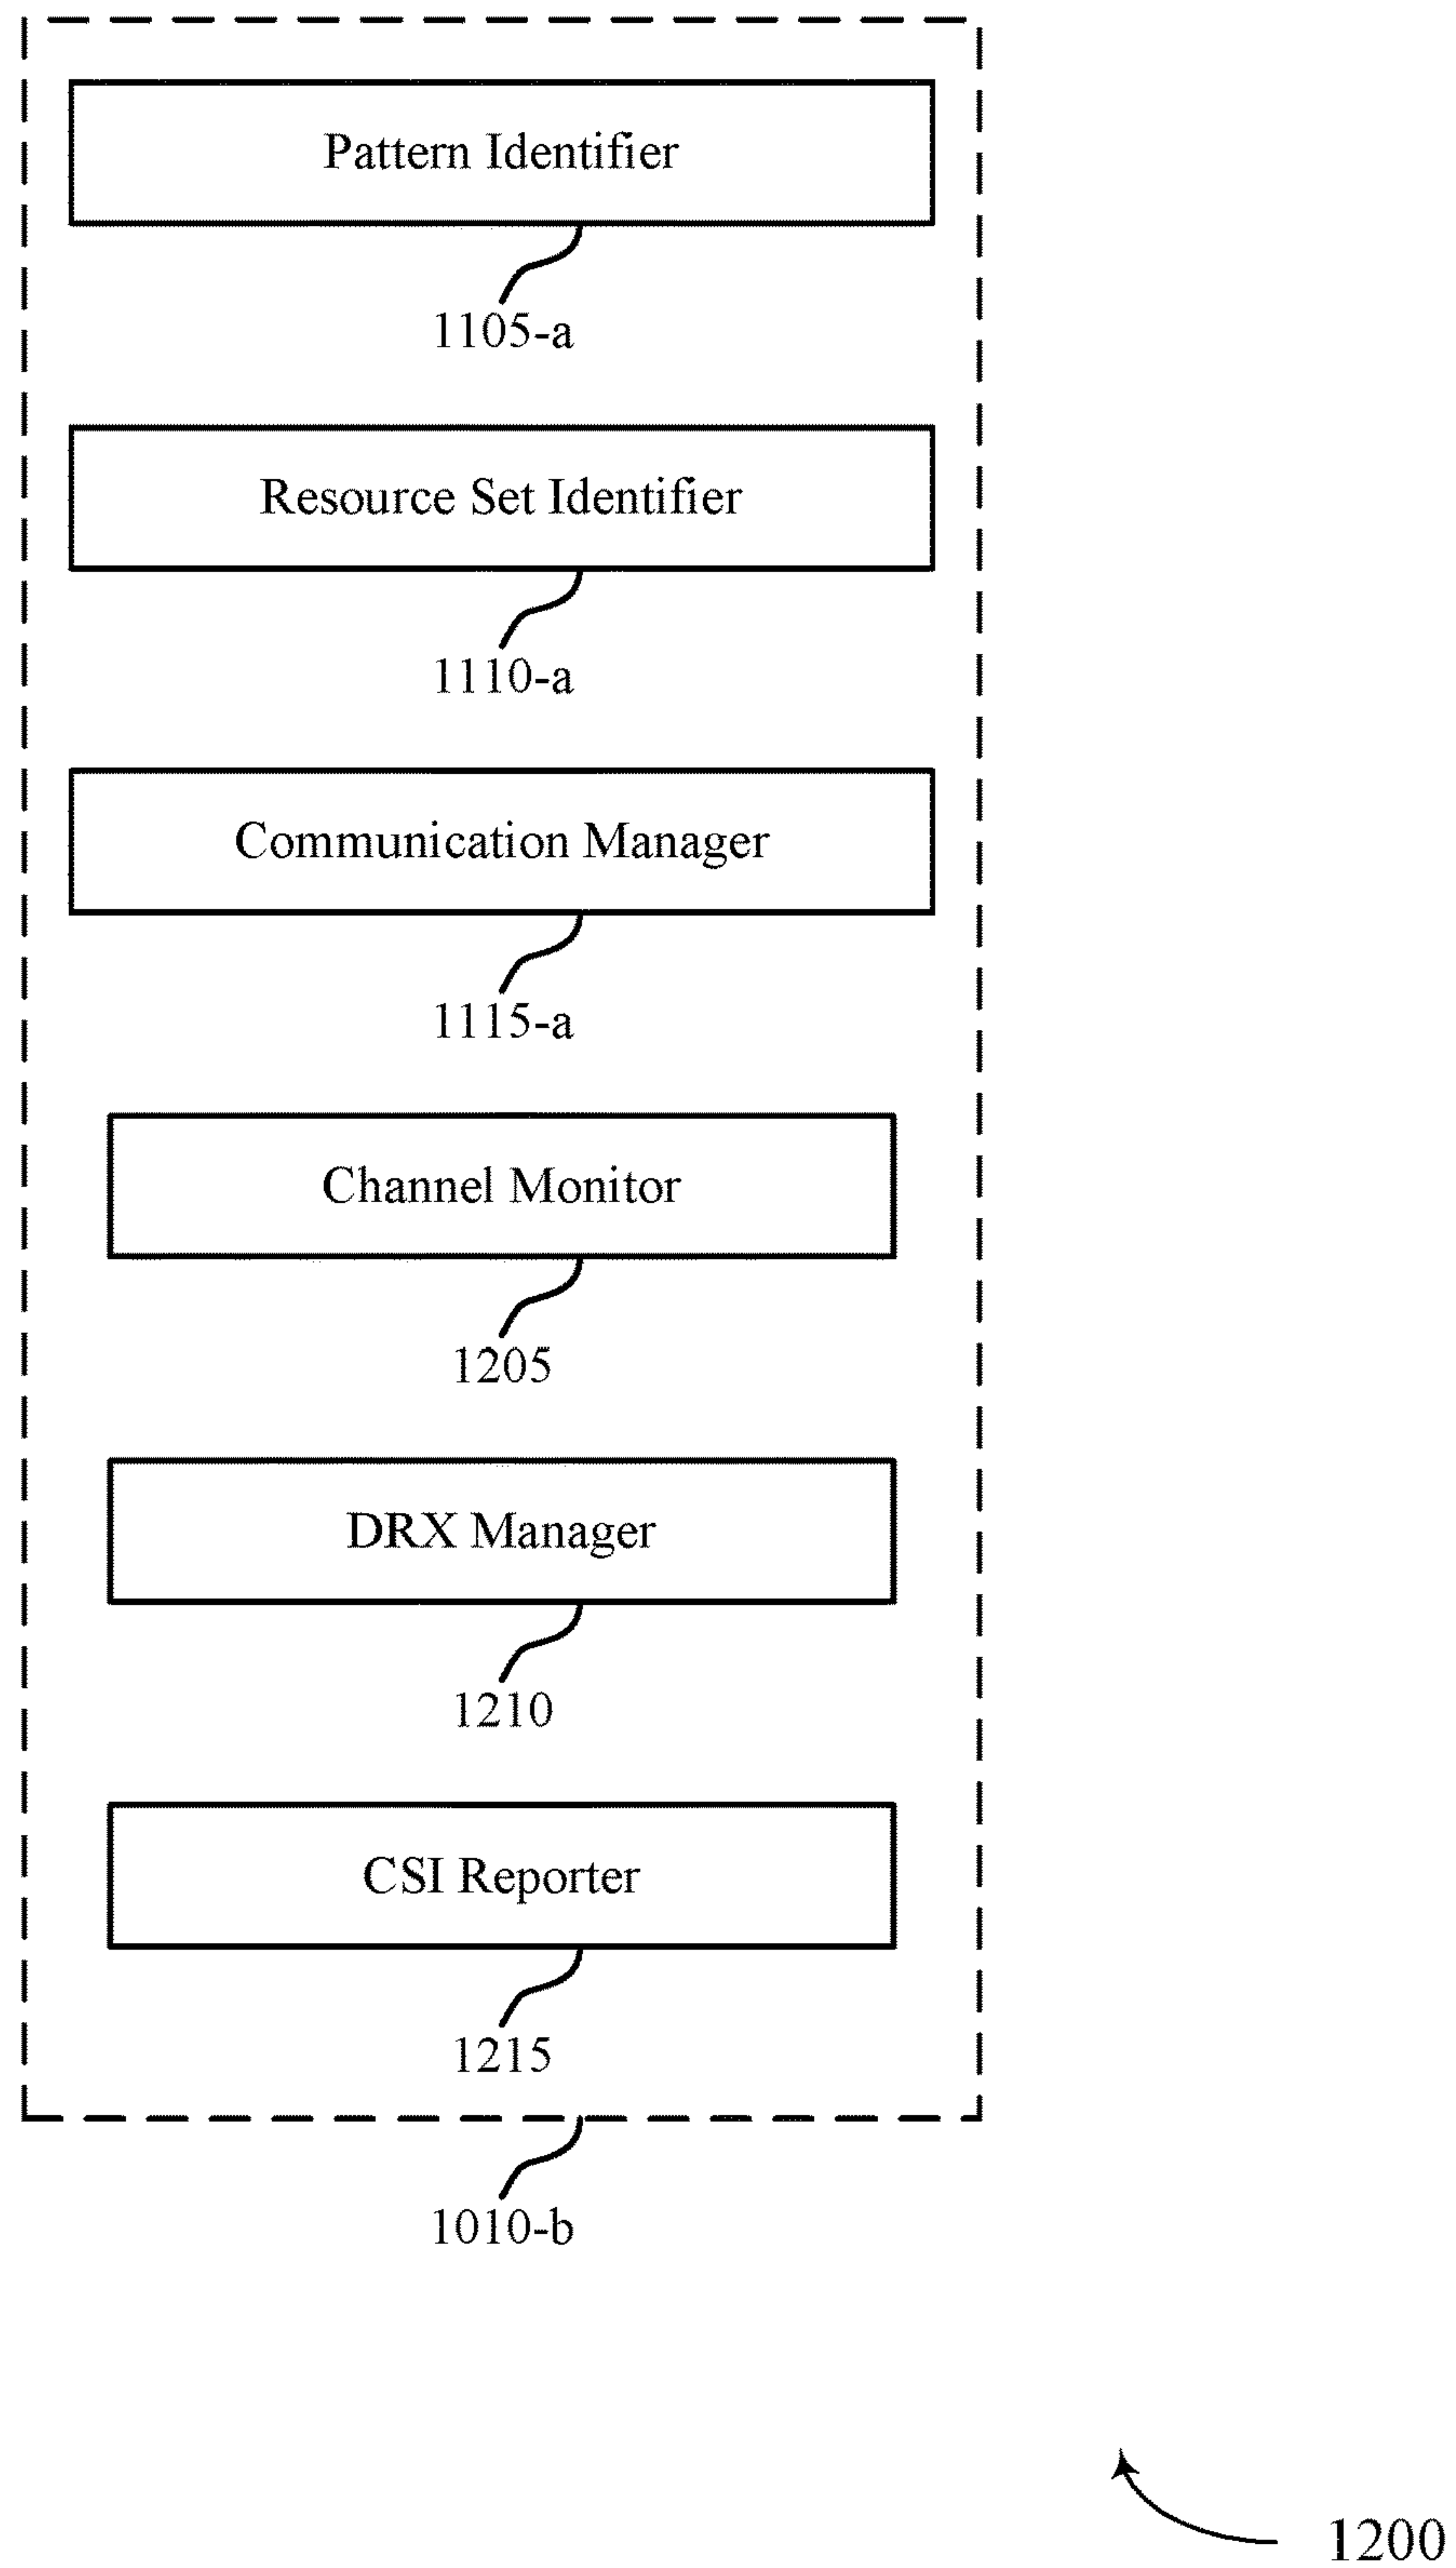 Pattern Identifier
1105-a
Resource Set Identifier
1110-a
Communication Manager
1115-a
Channel Monitor
1205
DRX Manager
1210
CSI Reporter
1215
1010-b
1200